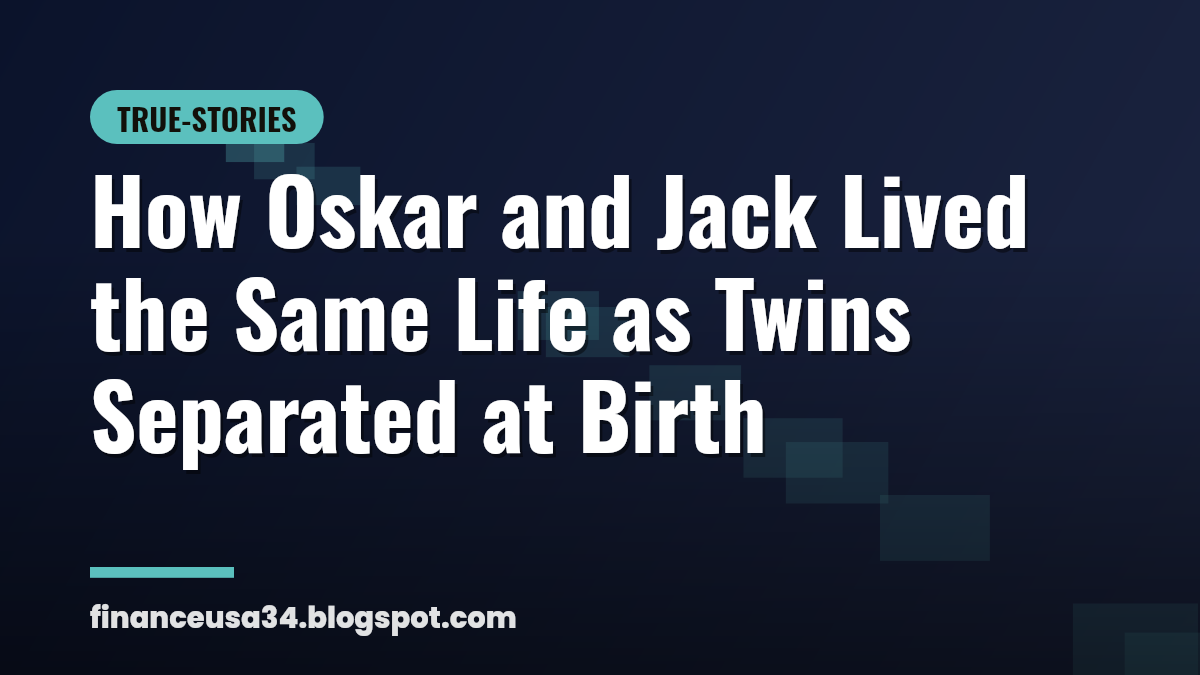 TRUE-STORIES
How Oskar and Jack Lived
the Same Life as Twins
Separated at Birth
financeusa34.blogspot.com